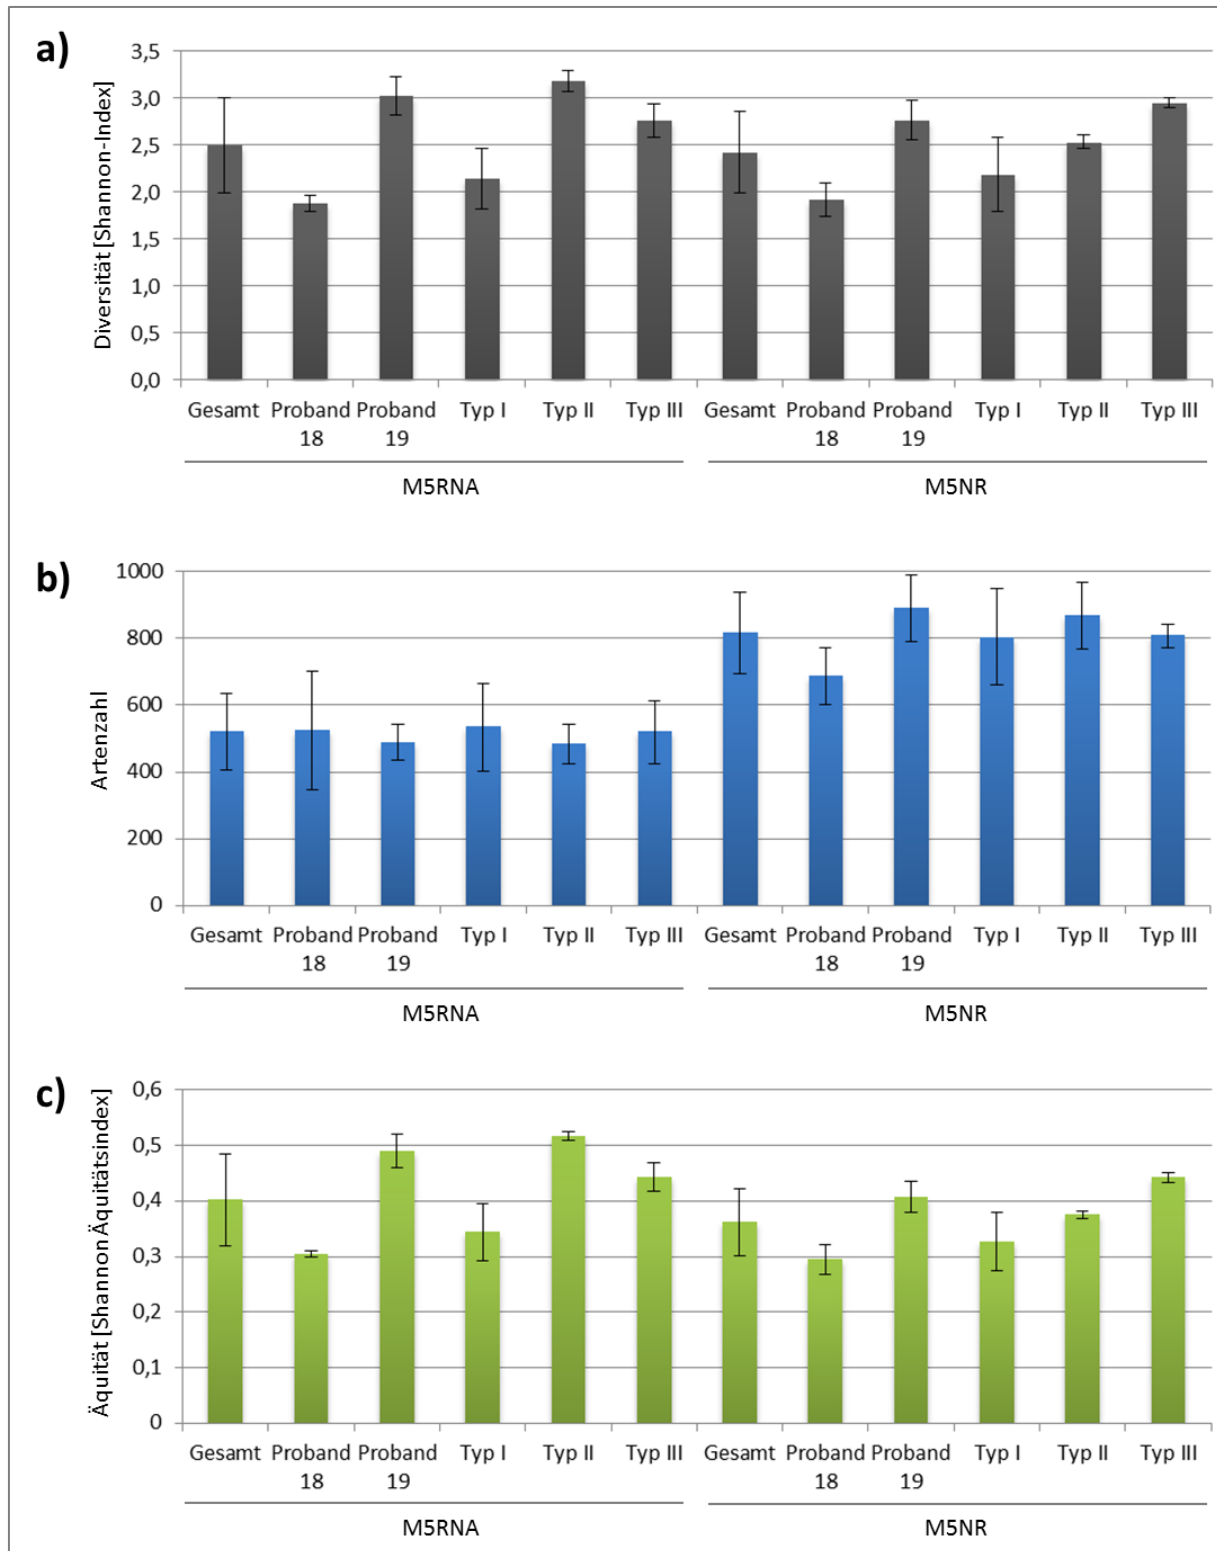 a)
Diversität [Shannon-Index]
3,5
3,0
2,5
2,0
1,5
1,0
0,5
0,0
Gesamt Proband Proband Typ I Typ II Typ III Gesamt Proband Proband Typ I Typ II Typ III
18 19 18 19
M5RNA M5NR
b)
Artenzahl
1000
800
600
400
200
0
Gesamt Proband Proband Typ I Typ II Typ III Gesamt Proband Proband Typ I Typ II Typ III
18 19 18 19
M5RNA M5NR
c)
Äquität [Shannon Äquitätsindex]
0,6
0,5
0,4
0,3
0,2
0,1
0
Gesamt Proband Proband Typ I Typ II Typ III Gesamt Proband Proband Typ I Typ II Typ III
18 19 18 19
M5RNA M5NR